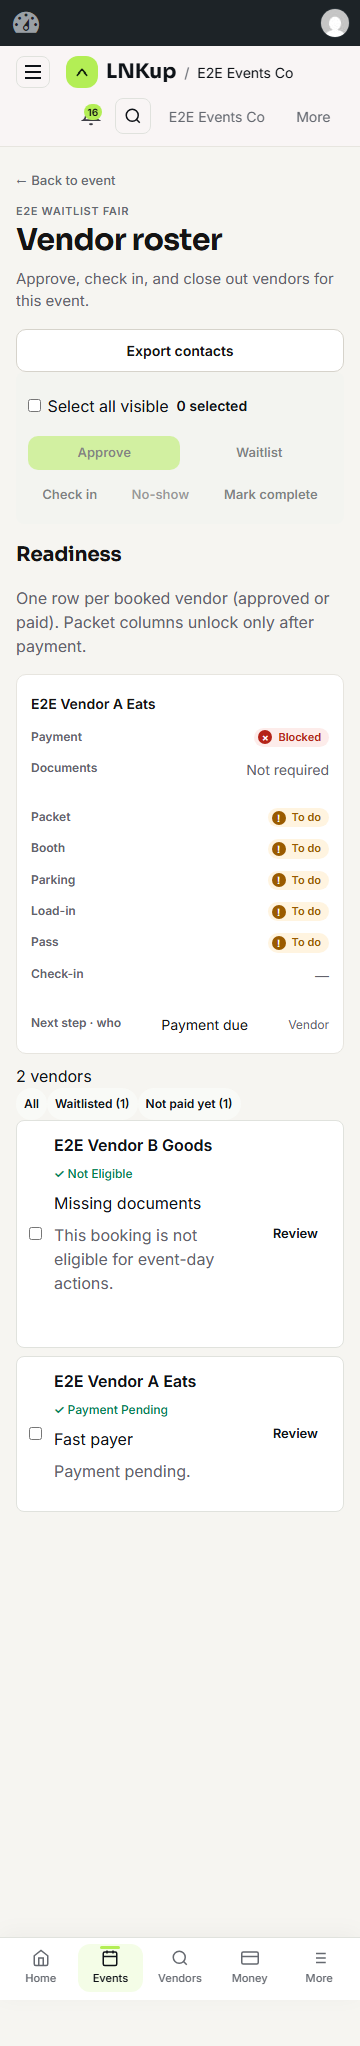 LNKup / E2E Events Co
16
E2E Events Co
More
← Back to event
E2E WAITLIST FAIR
Vendor roster
Approve, check in, and close out vendors for
this event.
Export contacts
Select all visible 0 selected
Approve
Waitlist
Check in
No-show
Mark complete
Readiness
One row per booked vendor (approved or
paid). Packet columns unlock only after
payment.
E2E Vendor A Eats
Payment
Blocked
Documents
Not required
Packet
! To do
Booth
! To do
Parking
! To do
Load-in
! To do
Pass
! To do
Check-in
—
Next step · who
Payment due
Vendor
2 vendors
All
Waitlisted (1)
Not paid yet (1)
E2E Vendor B Goods
✓ Not Eligible
Missing documents
This booking is not
eligible for event-day
actions.
Review
E2E Vendor A Eats
✓ Payment Pending
Fast payer
Payment pending.
Review
Home
Events
Vendors
Money
More